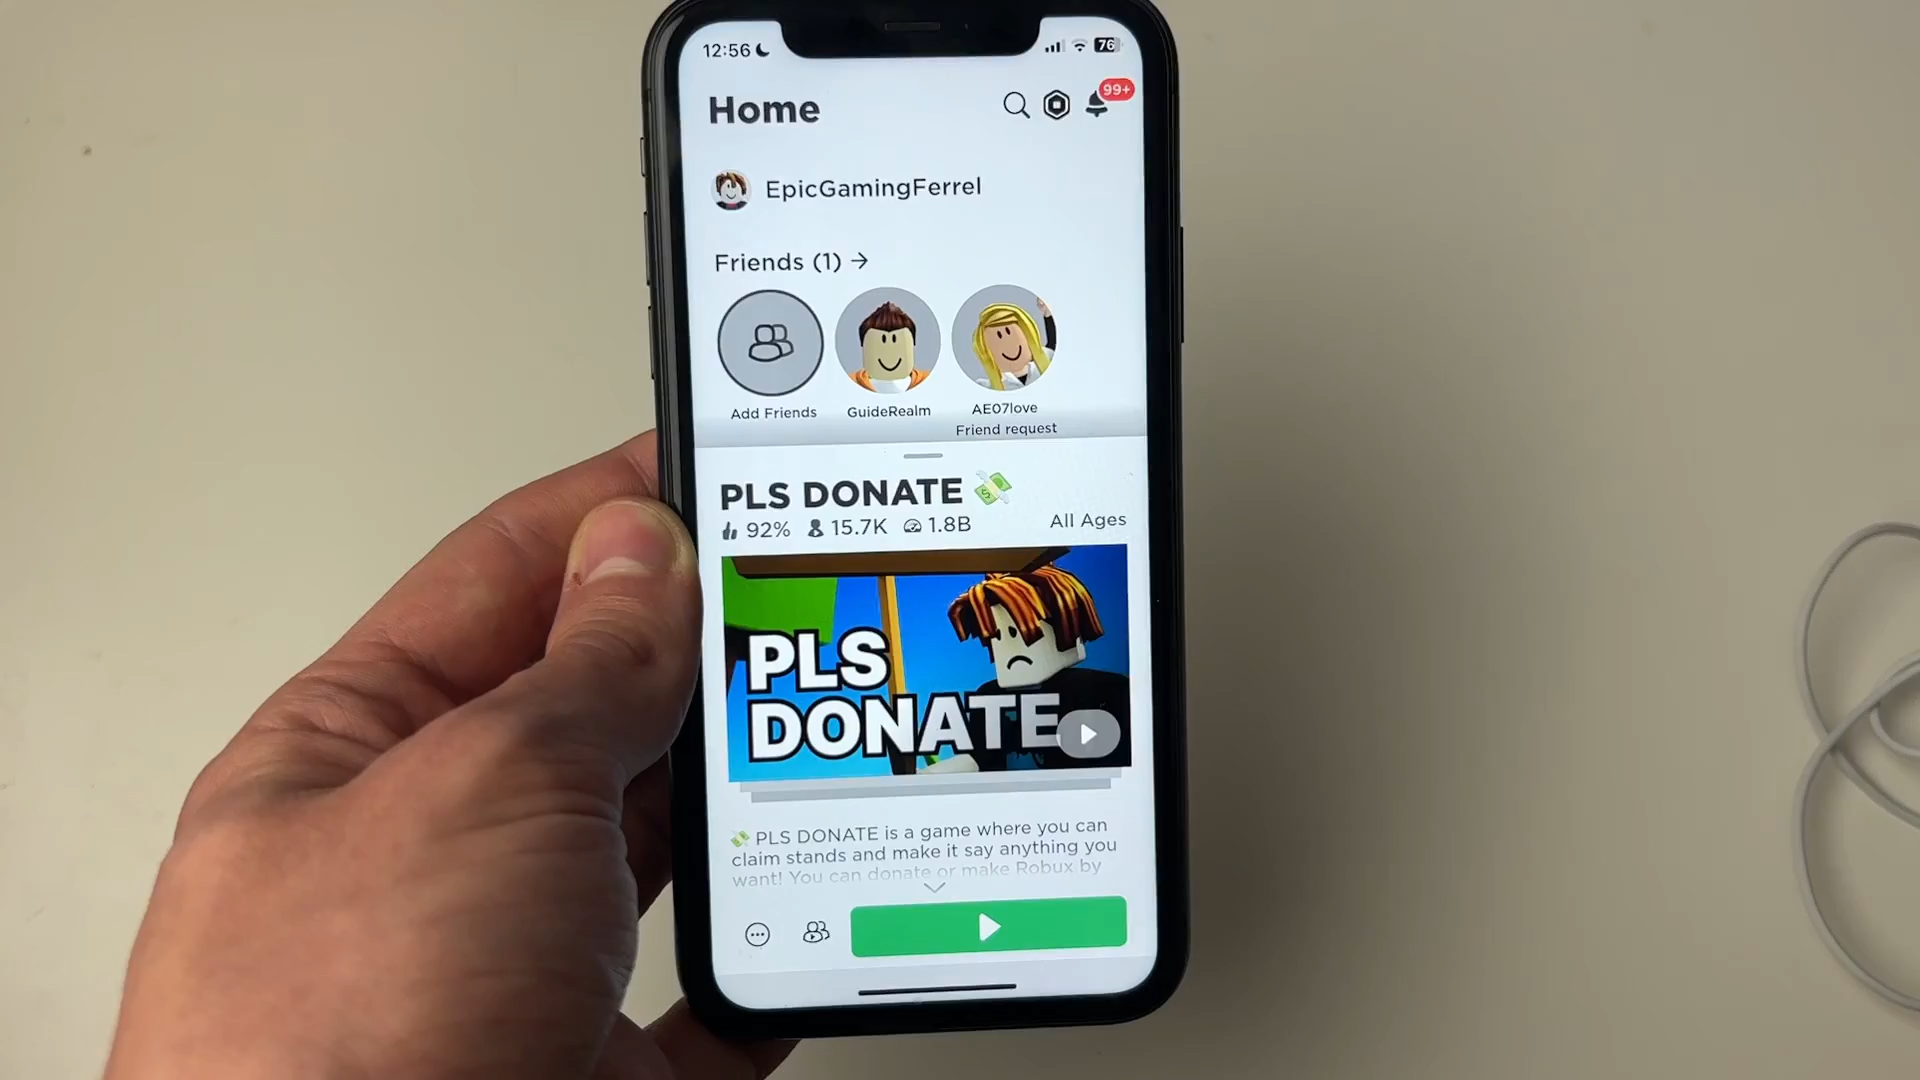 12:56
76
Home
99+
EpicGamingFerrel
Friends (1) →
Add Friends
GuideRealm
AE07love
Friend request
PLS DONATE 💸
92% 15.7K 1.8B
All Ages
PLS
DONATE
💸 PLS DONATE is a game where you can
claim stands and make it say anything you
want! You can donate or make Robux by